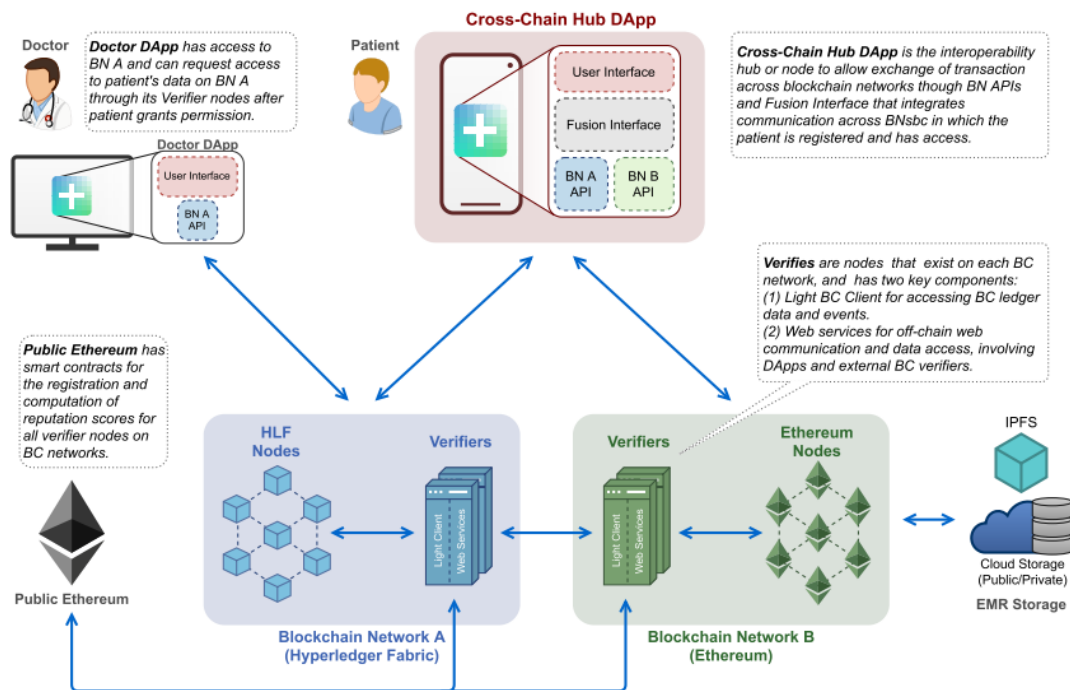 Cross-Chain Hub DApp
Doctor
Doctor DApp has access to
BN A and can request access
to patient's data on BN A
through its Verifier nodes after
patient grants permission.
Doctor DApp
User Interface
BN A
API
Patient
User Interface
Fusion Interface
BN A
API
BN B
API
Cross-Chain Hub DApp is the interoperability
hub or node to allow exchange of transaction
across blockchain networks though BN APIs
and Fusion Interface that integrates
communication across BNsbc in which the
patient is registered and has access.
Verifies are nodes that exist on each BC
network, and has two key components:
(1) Light BC Client for accessing BC ledger
data and events.
(2) Web services for off-chain web
communication and data access, involving
DApps and external BC verifiers.
Public Ethereum has
smart contracts for
the registration and
computation of
reputation scores for
all verifier nodes on
BC networks.
Public Ethereum
HLF
Nodes
Verifiers
Light Client
Web Services
Blockchain Network A
(Hyperledger Fabric)
Verifiers
Light Client
Web Services
Ethereum
Nodes
Blockchain Network B
(Ethereum)
IPFS
Cloud Storage
(Public/Private)
EMR Storage